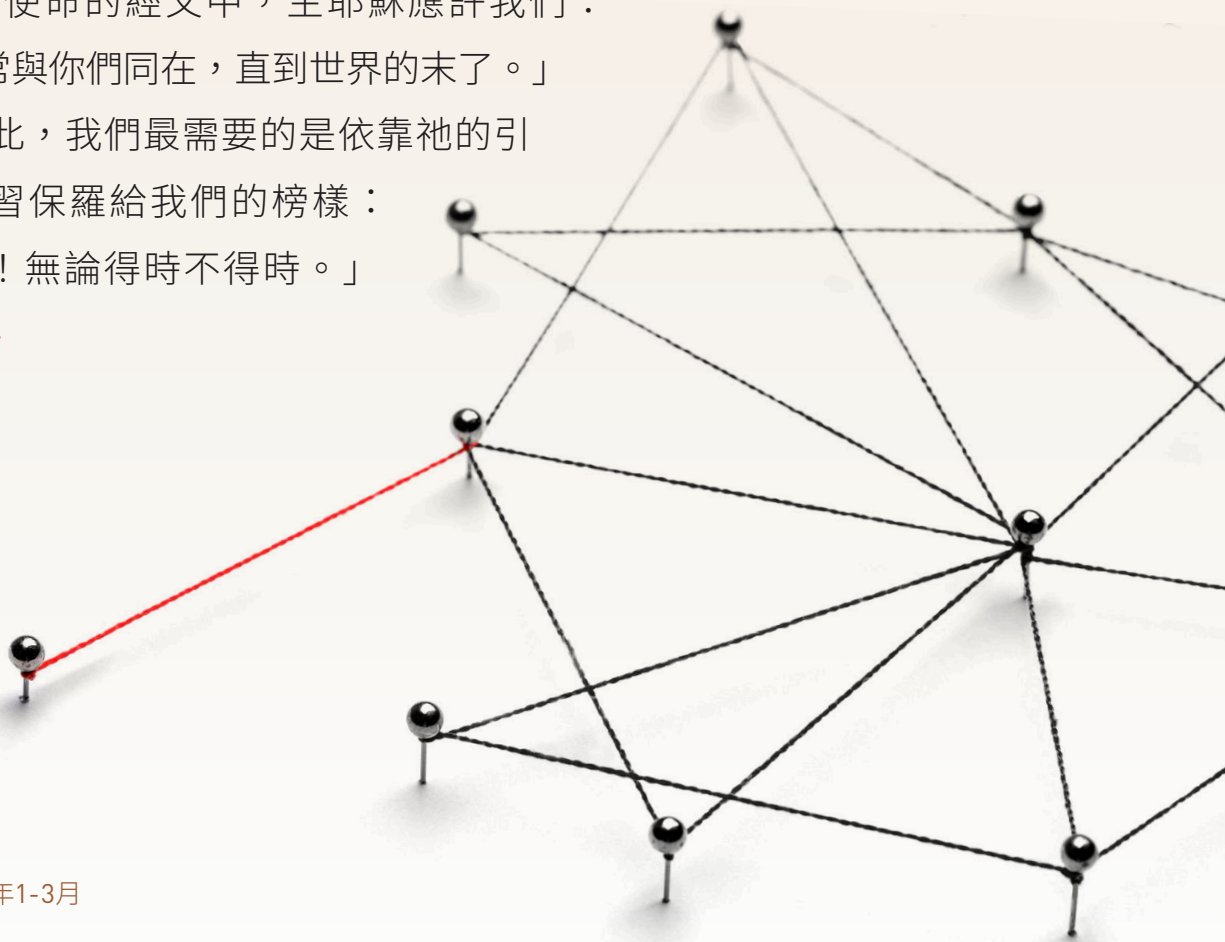 使命的經文中，主耶穌應許我們：
常與你們同在，直到世界的末了。」
此，我們最需要的是依靠祂的引
習保羅給我們的榜樣：
！無論得時不得時。」
年1-3月